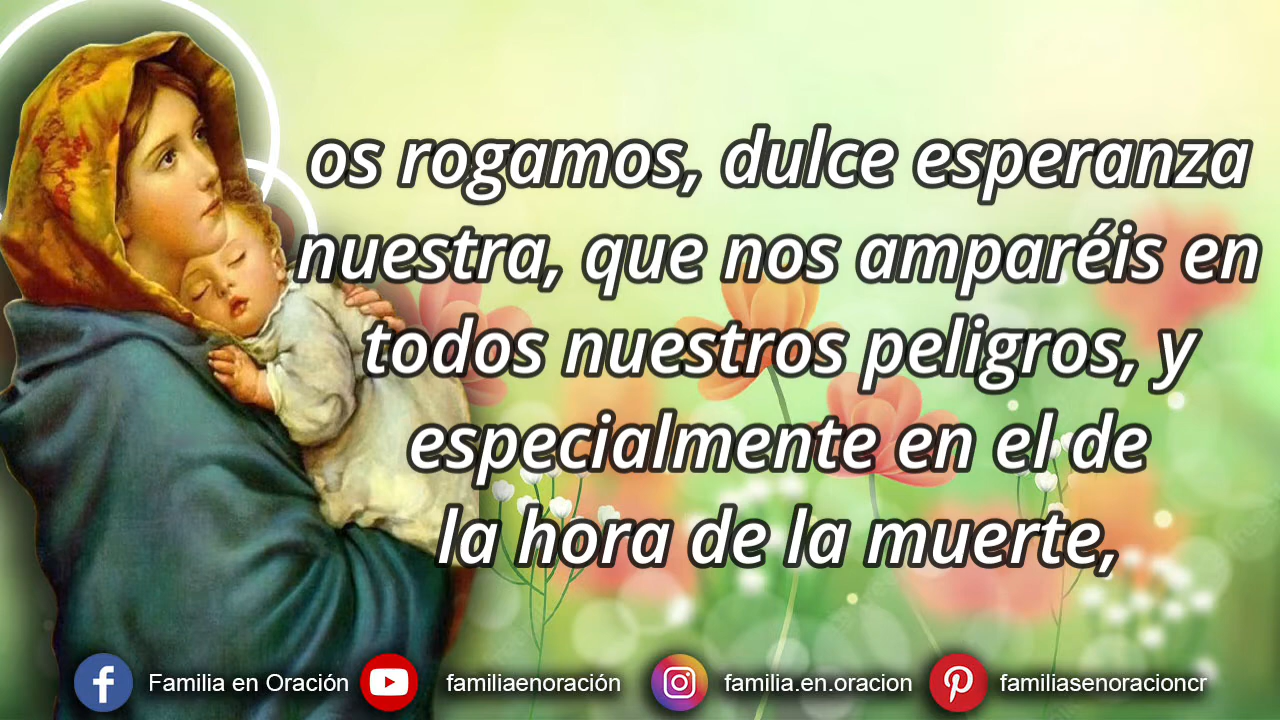 os rogamos, dulce esperanza
nuestra, que nos amparéis en
todos nuestros peligros, y
especialmente en el de
la hora de la muerte,
Familia en Oración familiaenoración familia.en.oracion familiasenoracioncr